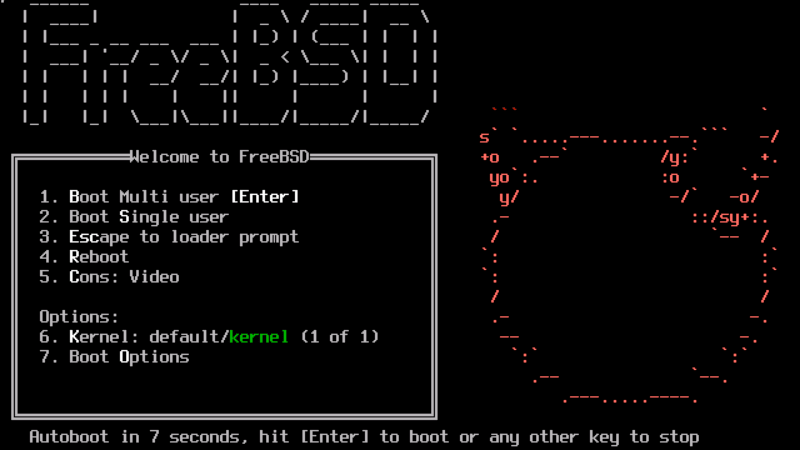 FreeBSD
Welcome to FreeBSD
1. Boot Multi user [Enter]
2. Boot Single user
3. Escape to loader prompt
4. Reboot
5. Cons: Video
Options:
6. Kernel: default/kernel (1 of 1)
7. Boot Options
Autoboot in 7 seconds, hit [Enter] to boot or any other key to stop